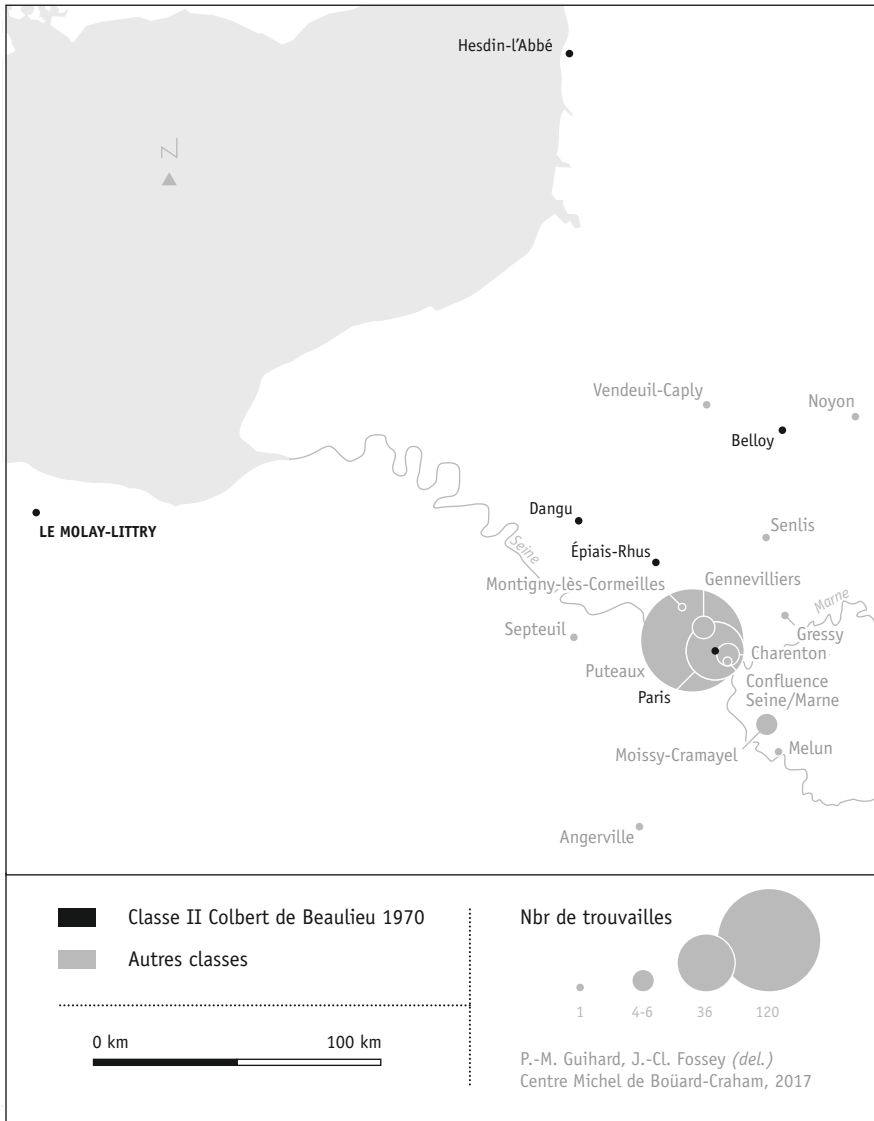 Hesdin-l'Abbé
N
Vendeuil-Caply
Noyon
Belloy
LE MOLAY-LITTRY
Dangu
Seine
Senlis
Épiais-Rhus
Montigny-lès-Cormeilles
Gennevilliers
Marne
Septeuil
Gressy
Charenton
Puteaux
Paris
Confluence
Seine/Marne
Moissy-Cramayel
Melun
Angerville
Classe II Colbert de Beaulieu 1970
Autres classes
0 km 100 km
Nbr de trouvailles
1 4-6 36 120
P.-M. Guihard, J.-Cl. Fossey (del.)
Centre Michel de Boüard-Craham, 2017